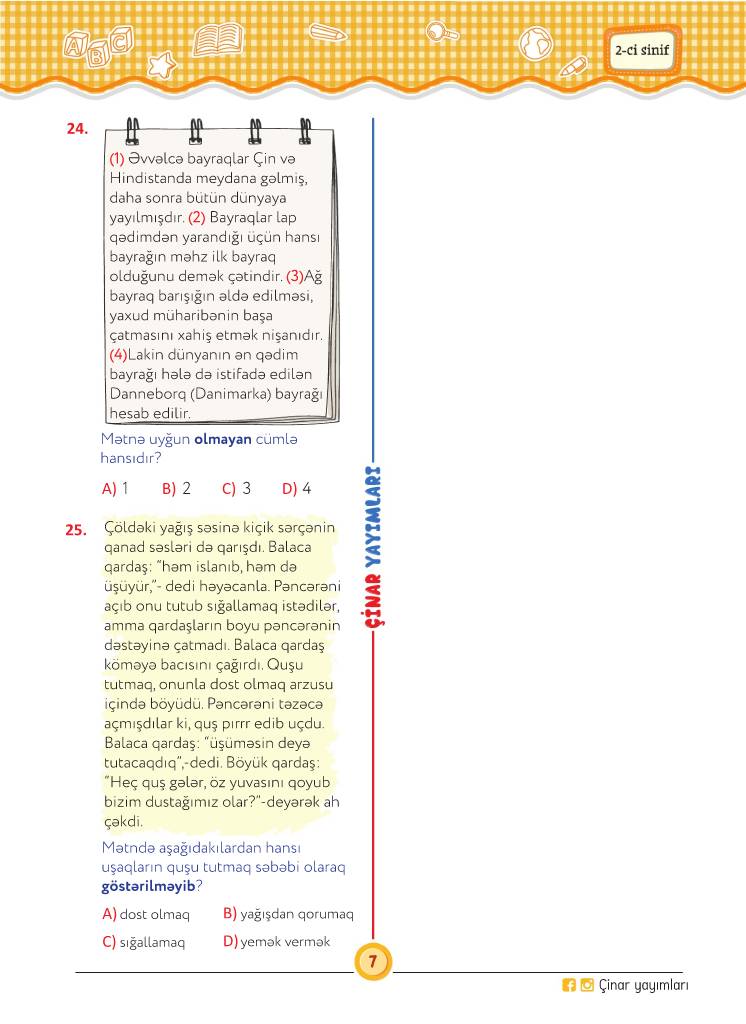 ABC
2-ci sinif
24.
(1) Əvvəlcə bayraqlar Çin və
Hindistanda meydana gəlmiş,
daha sonra bütün dünyaya
yayılmışdır. (2) Bayraqlar lap
qədimdən yarandığı üçün hansı
bayrağın məhz ilk bayraq
olduğunu demək çətindir. (3)Ağ
bayraq barışığın əldə edilməsi,
yaxud müharibənin başa
çatmasını xahiş etmək nişanıdır.
(4)Lakin dünyanın ən qədim
bayrağı hələ də istifadə edilən
Danneborq (Danimarka) bayrağı
hesab edilir.
Mətnə uyğun olmayan cümlə
hansıdır?
A) 1 B) 2 C) 3 D) 4
25.
Çöldəki yağış səsinə kiçik sərçənin
qanad səsləri də qarışdı. Balaca
qardaş: "həm islanıb, həm də
üşüyür,"- dedi həyəcanla. Pəncərəni
açıb onu tutub sığallamaq istədilər,
amma qardaşların boyu pəncərənin
dəstəyinə çatmadı. Balaca qardaş
köməyə bacısını çağırdı. Quşu
tutmaq, onunla dost olmaq arzusu
içində böyüdü. Pəncərəni təzəcə
açmışdılar ki, quş pırrr edib uçdu.
Balaca qardaş: "üşüməsin deyə
tutacaqdıq",-dedi. Böyük qardaş:
"Heç quş gələr, öz yuvasını qoyub
bizim dustağımız olar?"-deyərək ah
çəkdi.
Mətndə aşağıdakılardan hansı
uşaqların quşu tutmaq səbəbi olaraq
göstərilməyib?
A) dost olmaq B) yağışdan qorumaq
C) sığallamaq D) yemək vermək
ÇİNAR YAYIMLARI
7
Çinar yayımları